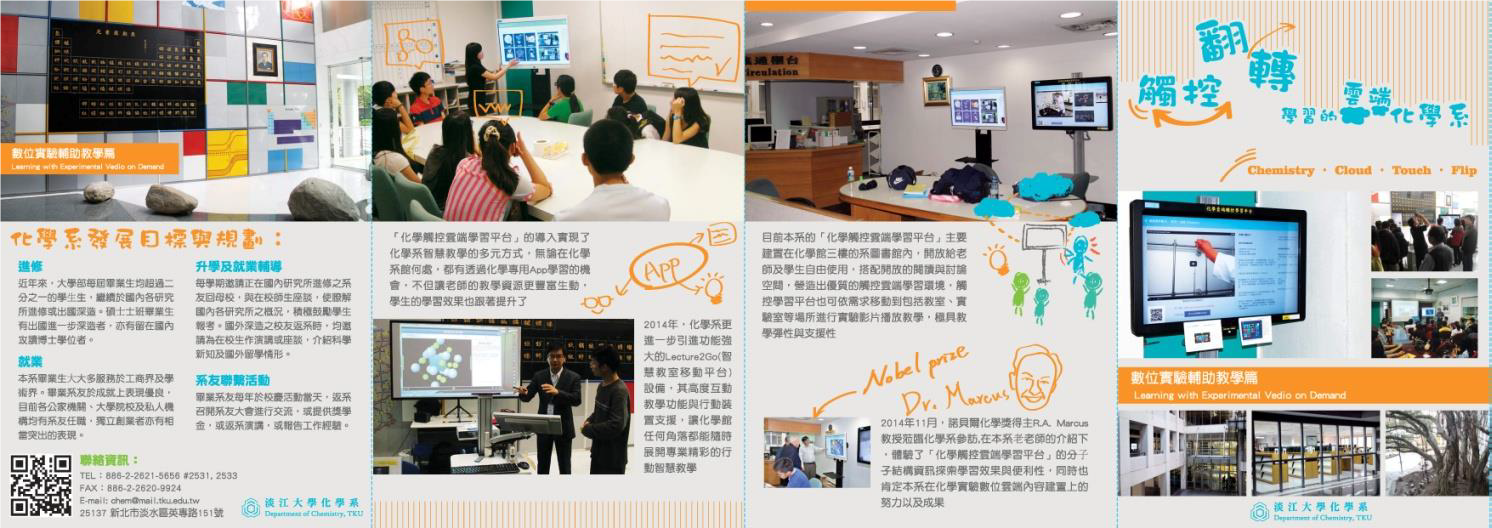 數位實驗輔助教學篇
Learning with Experimental Vedio on Demand
化學系發展目標與規劃：
進修
近年來，大學部每屆畢業生均超過二
分之一的學生生，繼續於國內各研究
所進修或出國深造。碩士士班畢業生
有出國進一步深造者，亦有留在國內
攻讀博士學位者。
就業
本系畢業生大大多服務於工商界及學
術界。畢業系友於成就上表現優良，
目前各公家機關、大學院校及私人機
構均有系友任職，獨立創業者亦有相
當突出的表現。
升學及就業輔導
每學期邀請正在國內研究所進修之系
友回母校，與在校師生座談，使瞭解
國內各研究所之概況，積極鼓勵學生
報考。國外深造之校友返系時，均邀
請為在校生作演講或座談，介紹科學
新知及國外留學情形。
系友聯繫活動
畢業系友每年於校慶活動當天，返系
召開系友大會進行交流，或提供獎學
金，或返系演講，或報告工作經驗。
聯絡資訊：
TEL：886-2-2621-5656 #2531, 2533
FAX：886-2-2620-9924
E-mail: chem@mail.tku.edu.tw
25137 新北市淡水區英專路151號
淡江大學化學系
Department of Chemistry, TKU
「化學觸控雲端學習平台」的導入實現了
化學系智慧教學的多元方式，無論在化學
系館何處，都有透過化學專用App學習的機
會，不但讓老師的教學資源更豐富生動，
學生的學習效果也跟著提升了
APP
2014年，化學系更
進一步引進功能強
大的Lecture2Go(智
慧教室移動平台)
設備，其高度互動
教學功能與行動裝
置支援，讓化學館
任何角落都能隨時
展開專業精彩的行
動智慧教學
流通櫃台
Circulation
目前本系的「化學觸控雲端學習平台」主要
建置在化學館三樓的系圖書館內，開放給老
師及學生自由使用，搭配開放的閱讀與討論
空間，營造出優質的觸控雲端學習環境，觸
控學習平台也可依需求移動到包括教室、實
驗室等場所進行實驗影片播放教學，極具教
學彈性與支援性
Nobel prize
Dr. Marcus
2014年11月，諾貝爾化學獎得主R.A. Marcus
教授蒞臨化學系參訪,在本系老老師的介紹下
，體驗了「化學觸控雲端學習平台」的分子
子結構資訊探索學習效果與便利性，同時也
肯定本系在化學實驗數位雲端內容建置上的
努力以及成果
翻轉
觸控
學習的雲端化學系
Chemistry · Cloud · Touch · Flip
化學雲端觸控學習平台
數位實驗輔助教學篇
Learning with Experimental Vedio on Demand
淡江大學化學系
Department of Chemistry, TKU